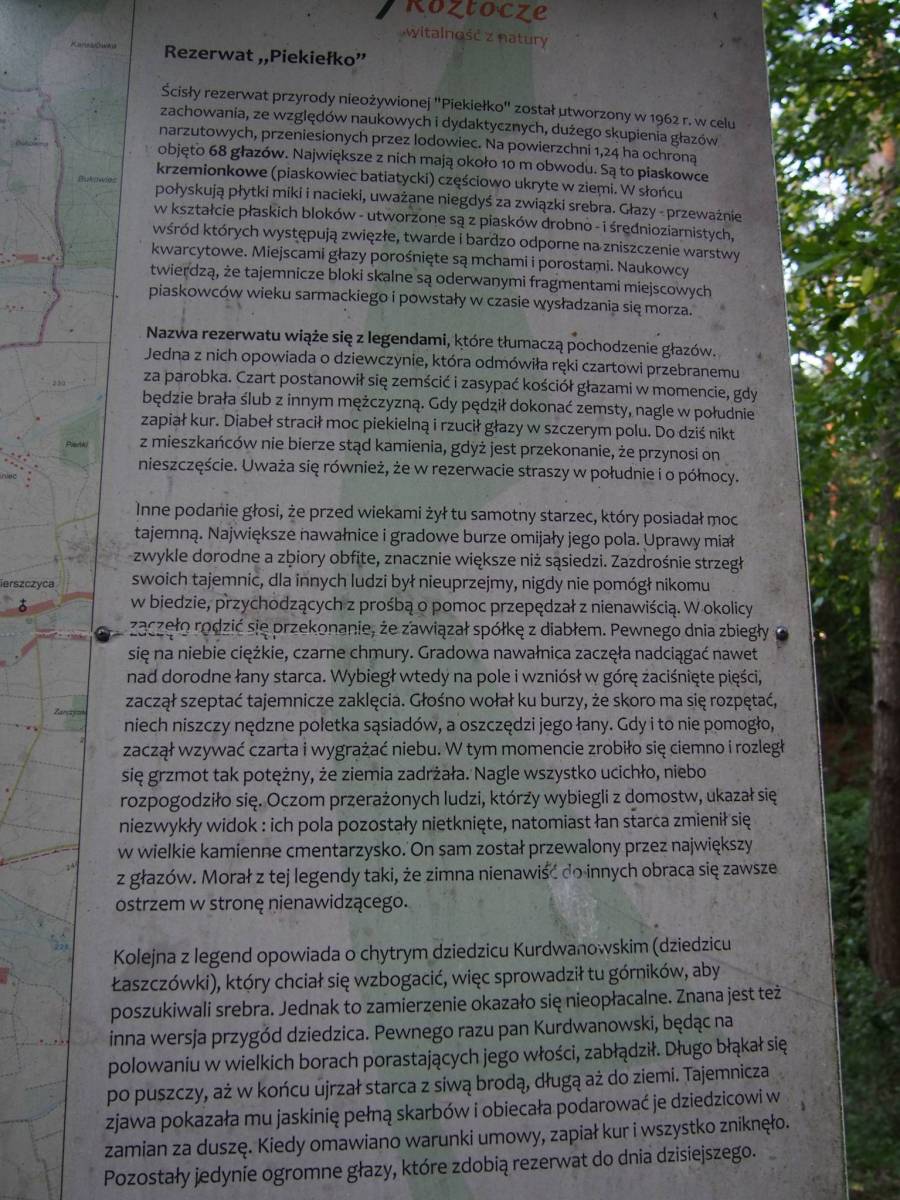 Roztocze
witalność z natury
Rezerwat „Piekiełko”
Ścisły rezerwat przyrody nieożywionej "Piekiełko" został utworzony w 1962 r. w celu
zachowania, ze względów naukowych i dydaktycznych, dużego skupienia głazów
narzutowych, przeniesionych przez lodowiec. Na powierzchni 1,24 ha ochroną
objęto 68 głazów. Największe z nich mają około 10 m obwodu. Są to piaskowce
krzemionkowe (piaskowiec batiatycki) częściowo ukryte w ziemi. W słońcu
połyskują płytki miki i nacieki, uważane niegdyś za związki srebra. Głazy - przeważnie
w kształcie płaskich bloków - utworzone są z piasków drobno - i średnioziarnistych,
wśród których występują zwięzłe, twarde i bardzo odporne na zniszczenie warstwy
kwarcytowe. Miejscami głazy porośnięte są mchami i porostami. Naukowcy
twierdzą, że tajemnicze bloki skalne są oderwanymi fragmentami miejscowych
piaskowców wieku sarmackiego i powstały w czasie wysładzania się morza.
Nazwa rezerwatu wiąże się z legendami, które tłumaczą pochodzenie głazów.
Jedna z nich opowiada o dziewczynie, która odmówiła ręki czartowi przebranemu
za parobka. Czart postanowił się zemścić i zasypać kościół głazami w momencie, gdy
będzie brała ślub z innym mężczyzną. Gdy pędził dokonać zemsty, nagle w południe
zapiał kur. Diabeł stracił moc piekielną i rzucił głazy w szczerym polu. Do dziś nikt
z mieszkańców nie bierze stąd kamienia, gdyż jest przekonanie, że przynosi on
nieszczęście. Uważa się również, że w rezerwacie straszy w południe i o północy.
Inne podanie głosi, że przed wiekami żył tu samotny starzec, który posiadał moc
tajemną. Największe nawałnice i gradowe burze omijały jego pola. Uprawy miał
zwykle dorodne a zbiory obfite, znacznie większe niż sąsiedzi. Zazdrośnie strzegł
swoich tajemnic, dla innych ludzi był nieuprzejmy, nigdy nie pomógł nikomu
w biedzie, przychodzących z prośbą o pomoc przepędzał z nienawiścią. W okolicy
zaczęło rodzić się przekonanie, że zawiązał spółkę z diabłem. Pewnego dnia zbiegły
się na niebie ciężkie, czarne chmury. Gradowa nawałnica zaczęła nadciągać nawet
nad dorodne łany starca. Wybiegł wtedy na pole i wzniósł w górę zaciśnięte pięści,
zaczął szeptać tajemnicze zaklęcia. Głośno wołał ku burzy, że skoro ma się rozpętać,
niech niszczy nędzne poletka sąsiadów, a oszczędzi jego łany. Gdy i to nie pomogło,
zaczął wzywać czarta i wygrażać niebu. W tym momencie zrobiło się ciemno i rozległ
się grzmot tak potężny, że ziemia zadrżała. Nagle wszystko ucichło, niebo
rozpogodziło się. Oczom przerażonych ludzi, którzy wybiegli z domostw, ukazał się
niezwykły widok : ich pola pozostały nietknięte, natomiast łan starca zmienił się
w wielkie kamienne cmentarzysko. On sam został przewalony przez największy
z głazów. Morał z tej legendy taki, że zimna nienawiść do innych obraca się zawsze
ostrzem w stronę nienawidzącego.
Kolejna z legend opowiada o chytrym dziedzicu Kurdwanowskim (dziedzicu
Łaszczówki), który chciał się wzbogacić, więc sprowadził tu górników, aby
poszukiwali srebra. Jednak to zamierzenie okazało się nieopłacalne. Znana jest też
inna wersja przygód dziedzica. Pewnego razu pan Kurdwanowski, będąc na
polowaniu w wielkich borach porastających jego włości, zabłądził. Długo błąkał się
po puszczy, aż w końcu ujrzał starca z siwą brodą, długą aż do ziemi. Tajemnicza
zjawa pokazała mu jaskinię pełną skarbów i obiecała podarować je dziedzicowi w
zamian za duszę. Kiedy omawiano warunki umowy, zapiał kur i wszystko zniknęło.
Pozostały jedynie ogromne głazy, które zdobią rezerwat do dnia dzisiejszego.
Bukowiec
230
Pieńki
ierszczyca